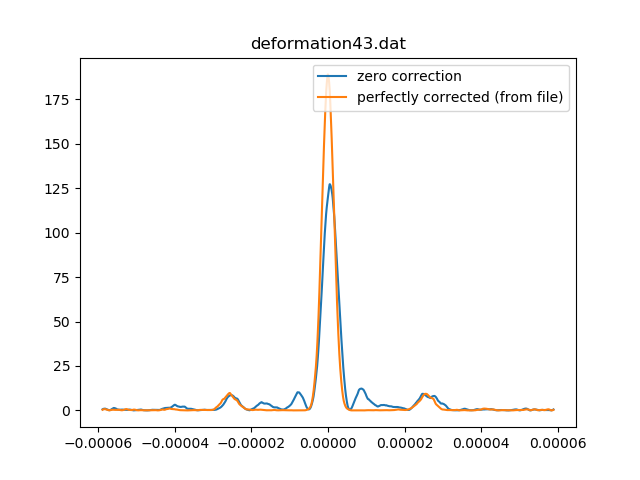 deformation43.dat
zero correction
perfectly corrected (from file)
175
150
125
100
75
50
25
0
−0.00006 −0.00004 −0.00002 0.00000 0.00002 0.00004 0.00006